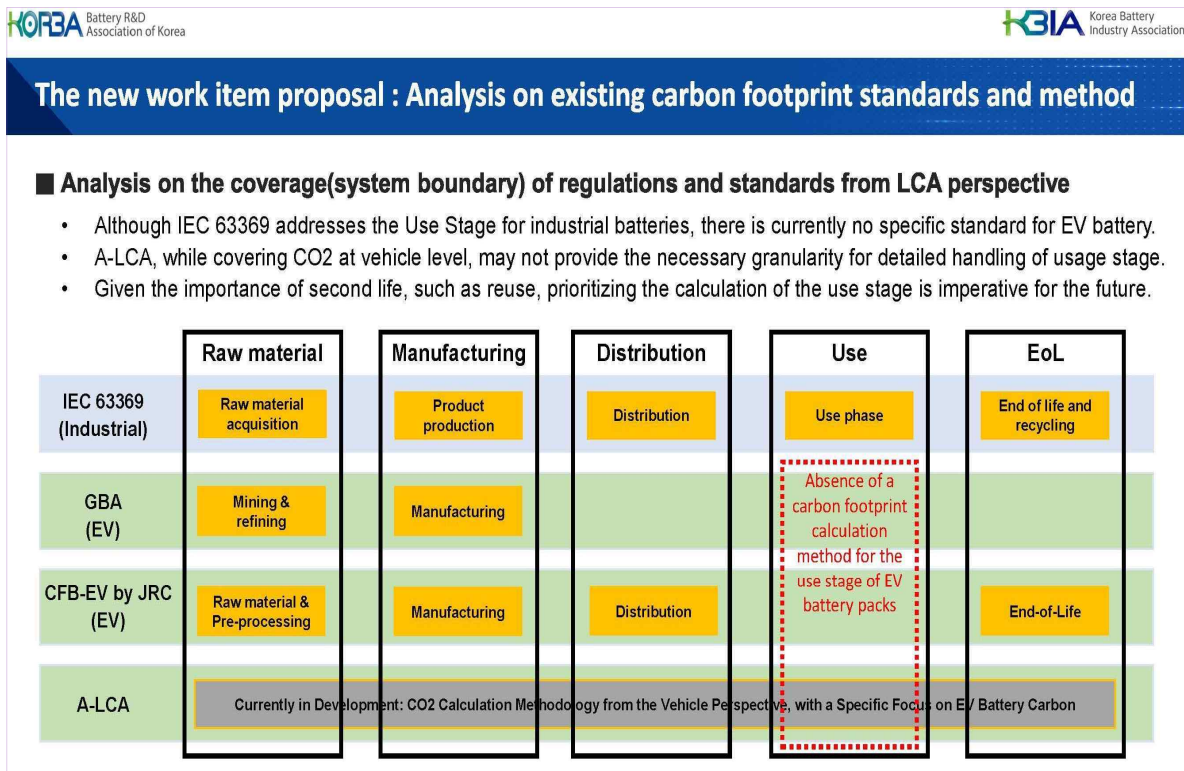 KORBA Battery R&D
Association of Korea
KBIA Korea Battery
Industry Association
The new work item proposal : Analysis on existing carbon footprint standards and method
■ Analysis on the coverage(system boundary) of regulations and standards from LCA perspective
• Although IEC 63369 addresses the Use Stage for industrial batteries, there is currently no specific standard for EV battery.
• A-LCA, while covering CO2 at vehicle level, may not provide the necessary granularity for detailed handling of usage stage.
• Given the importance of second life, such as reuse, prioritizing the calculation of the use stage is imperative for the future.
Raw material
Manufacturing
Distribution
Use
EoL
IEC 63369
(Industrial)
Raw material
acquisition
Product
production
Distribution
Use phase
End of life and
recycling
GBA
(EV)
Mining &
refining
Manufacturing
Absence of a
carbon footprint
calculation
method for the
use stage of EV
battery packs
CFB-EV by JRC
(EV)
Raw material &
Pre-processing
Manufacturing
Distribution
End-of-Life
A-LCA
Currently in Development: CO2 Calculation Methodology from the Vehicle Perspective, with a Specific Focus on EV Battery Carbon